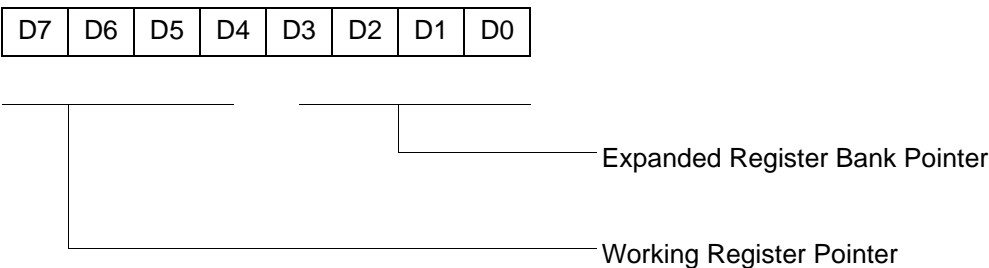 D7 D6 D5 D4 D3 D2 D1 D0
Expanded Register Bank Pointer
Working Register Pointer